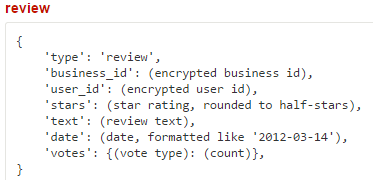 review
{
    'type': 'review',
    'business_id': (encrypted business id),
    'user_id': (encrypted user id),
    'stars': (star rating, rounded to half-stars),
    'text': (review text),
    'date': (date, formatted like '2012-03-14'),
    'votes': {(vote type): (count)},
}